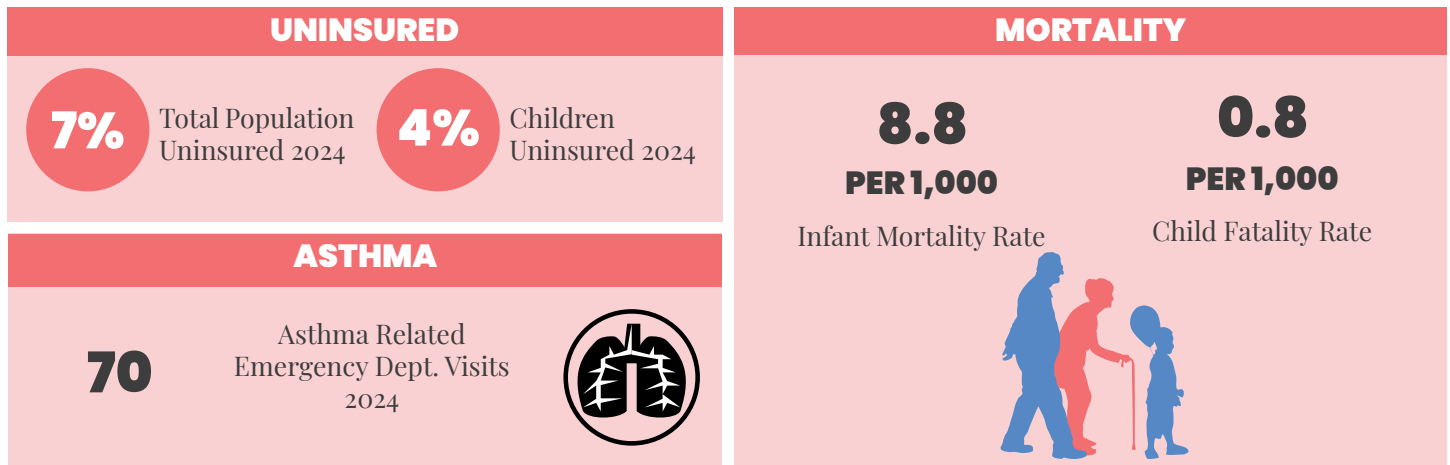 UNINSURED
7%
Total Population
Uninsured 2024
4%
Children
Uninsured 2024
ASTHMA
70
Asthma Related
Emergency Dept. Visits
2024
MORTALITY
8.8
PER 1,000
Infant Mortality Rate
0.8
PER 1,000
Child Fatality Rate